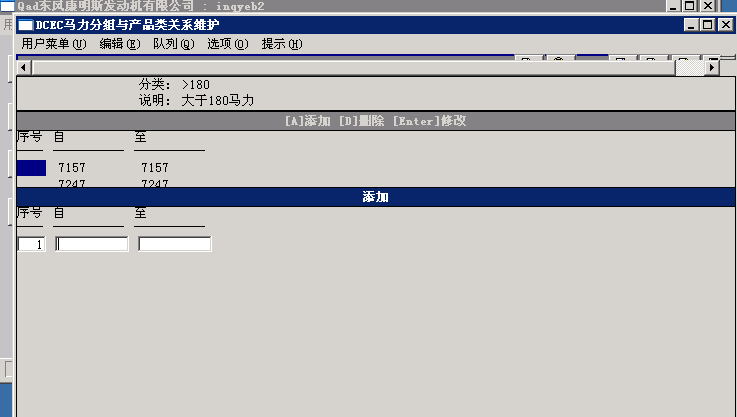 Qad东风康明斯发动机有限公司 : inqyeb2
DCEC马力分组与产品类关系维护
用户菜单(U) 编辑(E) 队列(Q) 选项(O) 提示(H)
分类: >180
说明: 大于180马力
[A]添加 [D]删除 [Enter]修改
序号 自 至
7157 7157
7247 7247
添加
序号 自 至
1